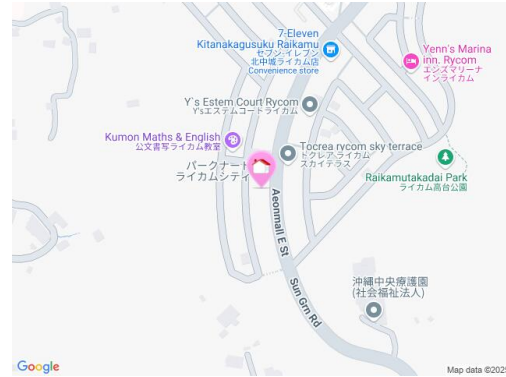 7-Eleven
Kitanakagusuku Raikamu
セブン-イレブン
北中城ライカム店
Convenience store
Yenn's Marina
inn. Rycom
エンズマリーナ
インライカム
Y's Estem Court Rycom
Y'sエステムコートライカム
Kumon Maths & English
公文書写ライカム教室
Tocrea rycom sky terrace
トクレア ライカム
スカイテラス
パークナード
ライカムシティ
Raikamutakadai Park
ライカム高台公園
Aeonmall E St
Sun Grn Rd
沖縄中央療護園
(社会福祉法人)
Google
Map data ©2025